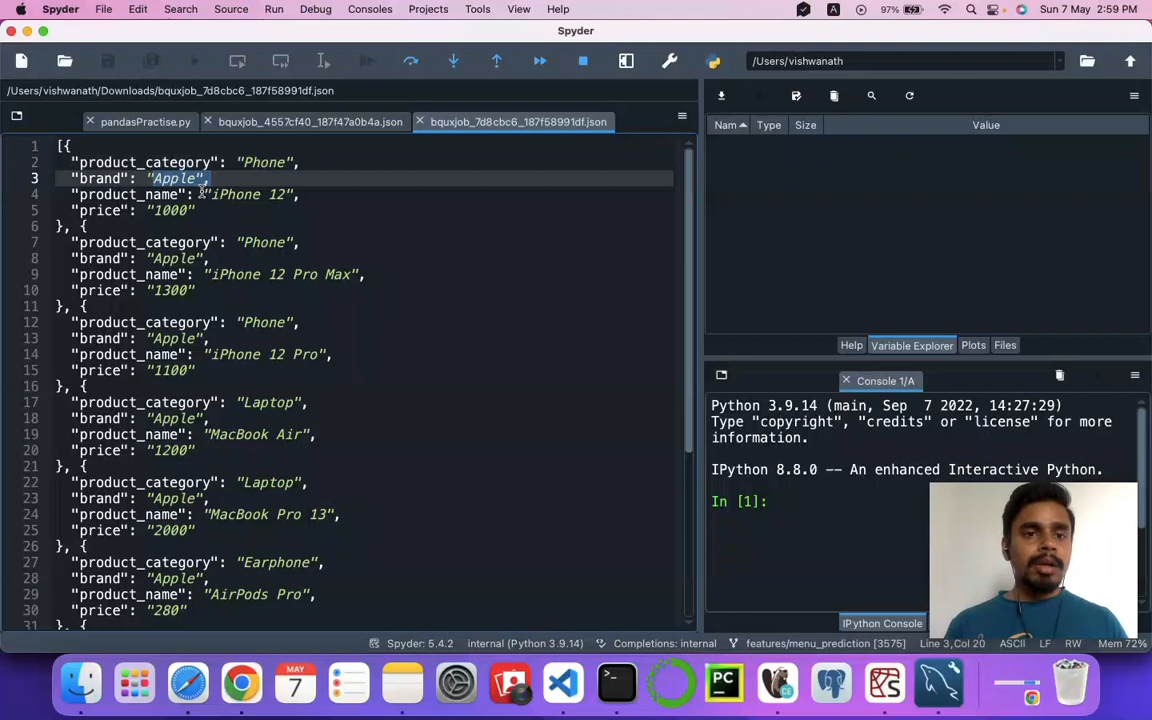 Spyder File Edit Search Source Run Debug Consoles Projects Tools View Help A 97% Sun 7 May 2:59 PM
Spyder
/Users/vishwanath
/Users/vishwanath/Downloads/bquxjob_7d8cbc6_187f58991df.json
pandasPractise.py bquxjob_4557cf40_187f47a0b4a.json bquxjob_7d8cbc6_187f58991df.json
Nam Type Size Value
1 [{
2 "product_category": "Phone",
3 "brand": "Apple",
4 "product_name": "iPhone 12",
5 "price": "1000"
6 }, {
7 "product_category": "Phone",
8 "brand": "Apple",
9 "product_name": "iPhone 12 Pro Max",
10 "price": "1300"
11 }, {
12 "product_category": "Phone",
13 "brand": "Apple",
14 "product_name": "iPhone 12 Pro",
15 "price": "1100"
16 }, {
17 "product_category": "Laptop",
18 "brand": "Apple",
19 "product_name": "MacBook Air",
20 "price": "1200"
21 }, {
22 "product_category": "Laptop",
23 "brand": "Apple",
24 "product_name": "MacBook Pro 13",
25 "price": "2000"
26 }, {
27 "product_category": "Earphone",
28 "brand": "Apple",
29 "product_name": "AirPods Pro",
30 "price": "280"
31 }, {
Help Variable Explorer Plots Files
Console 1/A
Python 3.9.14 (main, Sep 7 2022, 14:27:29)
Type "copyright", "credits" or "license" for more
information.
IPython 8.8.0 -- An enhanced Interactive Python.
In [1]:
IPython Console
Spyder: 5.4.2 internal (Python 3.9.14) Completions: internal features/menu_prediction [3575] Line 3, Col 20 ASCII LF RW Mem 72%
MAY
7
>_
PC
CE